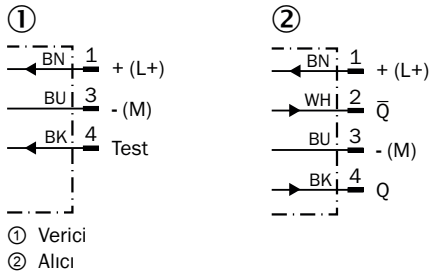 ①
BN 1 + (L+)
BU 3 - (M)
BK 4 Test
②
BN 1 + (L+)
WH 2 Q̅
BU 3 - (M)
BK 4 Q
① Verici
② Alıcı